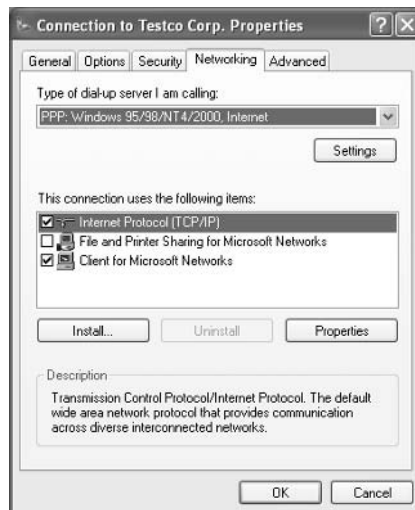 Connection to Testco Corp. Properties
General Options Security Networking Advanced
Type of dial-up server I am calling:
PPP: Windows 95/98/NT4/2000, Internet
Settings
This connection uses the following items:
Internet Protocol (TCP/IP)
File and Printer Sharing for Microsoft Networks
Client for Microsoft Networks
Install... Uninstall Properties
Description
Transmission Control Protocol/Internet Protocol. The default
wide area network protocol that provides communication
across diverse interconnected networks.
OK Cancel